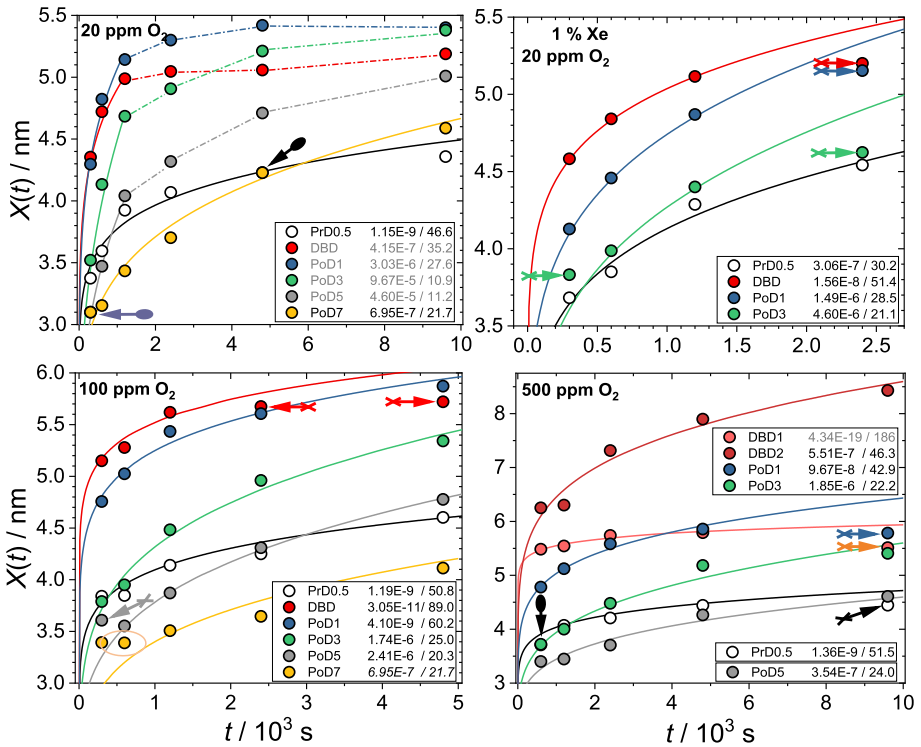 20 ppm O2
5.5
5.0
4.5
4.0
3.5
3.0
X(t) / nm
PrD0.5 1.15E-9 / 46.6
DBD 4.15E-7 / 35.2
PoD1 3.03E-6 / 27.6
PoD3 9.67E-5 / 10.9
PoD5 4.60E-5 / 11.2
PoD7 6.95E-7 / 21.7
0 2 4 6 8 10
1 % Xe
20 ppm O2
5.5
5.0
4.5
4.0
3.5
PrD0.5 3.06E-7 / 30.2
DBD 1.56E-8 / 51.4
PoD1 1.49E-6 / 28.5
PoD3 4.60E-6 / 21.1
0.0 0.5 1.0 1.5 2.0 2.5
100 ppm O2
6.0
5.5
5.0
4.5
4.0
3.5
3.0
X(t) / nm
PrD0.5 1.19E-9 / 50.8
DBD 3.05E-11/ 89.0
PoD1 4.10E-9 / 60.2
PoD3 1.74E-6 / 25.0
PoD5 2.41E-6 / 20.3
PoD7 6.95E-7 / 21.7
0 1 2 3 4 5
t / 10³ s
500 ppm O2
8
7
6
5
4
3
DBD1 4.34E-19 / 186
DBD2 5.51E-7 / 46.3
PoD1 9.67E-8 / 42.9
PoD3 1.85E-6 / 22.2
PrD0.5 1.36E-9 / 51.5
PoD5 3.54E-7 / 24.0
0 2 4 6 8 10
t / 10³ s